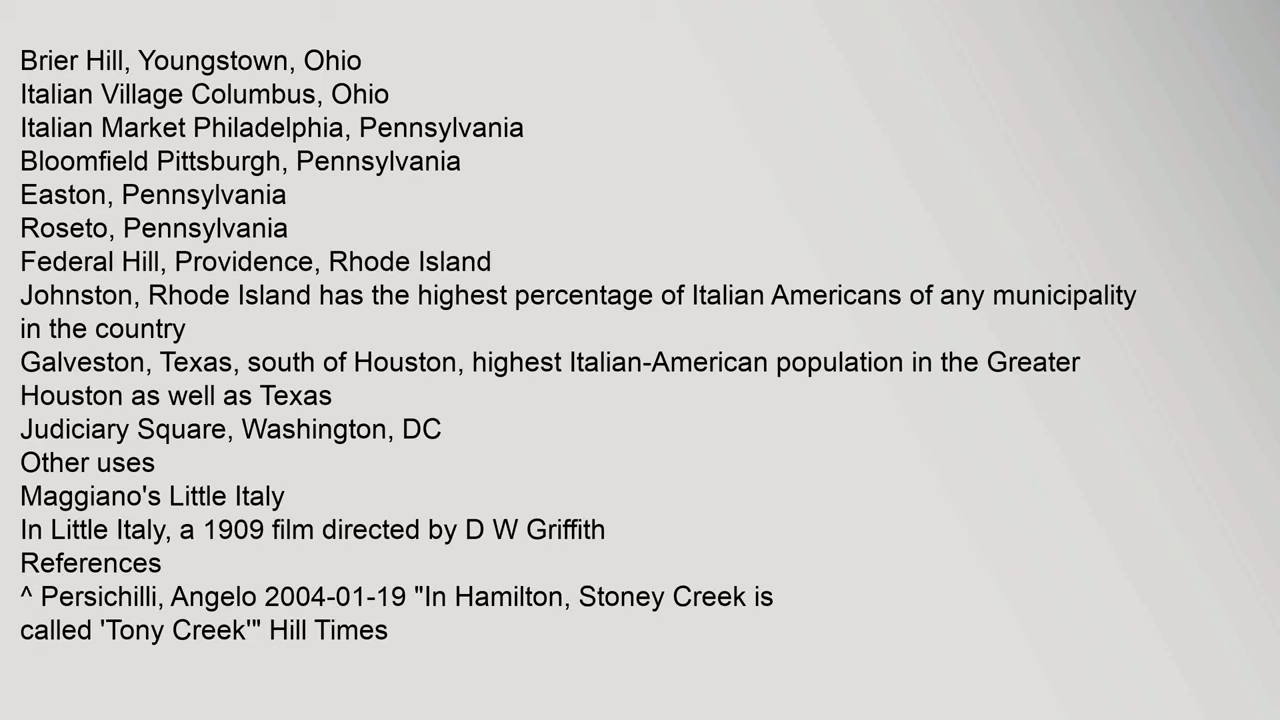 Brier Hill, Youngstown, Ohio
Italian Village Columbus, Ohio
Italian Market Philadelphia, Pennsylvania
Bloomfield Pittsburgh, Pennsylvania
Easton, Pennsylvania
Roseto, Pennsylvania
Federal Hill, Providence, Rhode Island
Johnston, Rhode Island has the highest percentage of Italian Americans of any municipality
in the country
Galveston, Texas, south of Houston, highest Italian-American population in the Greater
Houston as well as Texas
Judiciary Square, Washington, DC
Other uses
Maggiano's Little Italy
In Little Italy, a 1909 film directed by D W Griffith
References
^ Persichilli, Angelo 2004-01-19 "In Hamilton, Stoney Creek is
called 'Tony Creek'" Hill Times